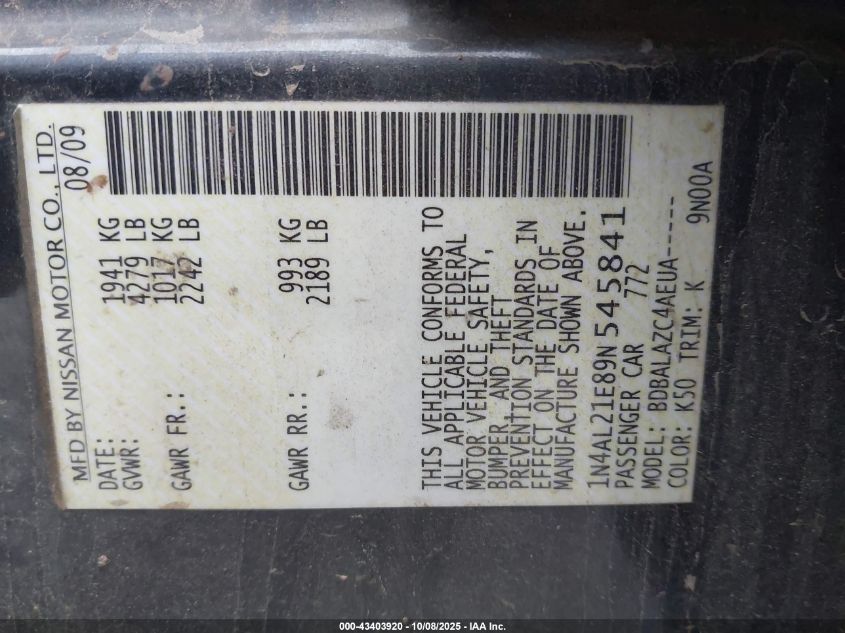 MFD BY NISSAN MOTOR CO., LTD.
DATE: 08/09
GVWR: 1941 KG
4279 LB
GAWR FR.: 1017 KG
2242 LB
GAWR RR.: 993 KG
2189 LB
THIS VEHICLE CONFORMS TO
ALL APPLICABLE FEDERAL
MOTOR VEHICLE SAFETY,
BUMPER, AND THEFT
PREVENTION STANDARDS IN
EFFECT ON THE DATE OF
MANUFACTURE SHOWN ABOVE.
1N4AL21E89N545841
PASSENGER CAR 772
MODEL: BDBALAZC4AEUA-----
COLOR: K50 TRIM: K 9N00A
000-43403920 - 10/08/2025 - IAA Inc.